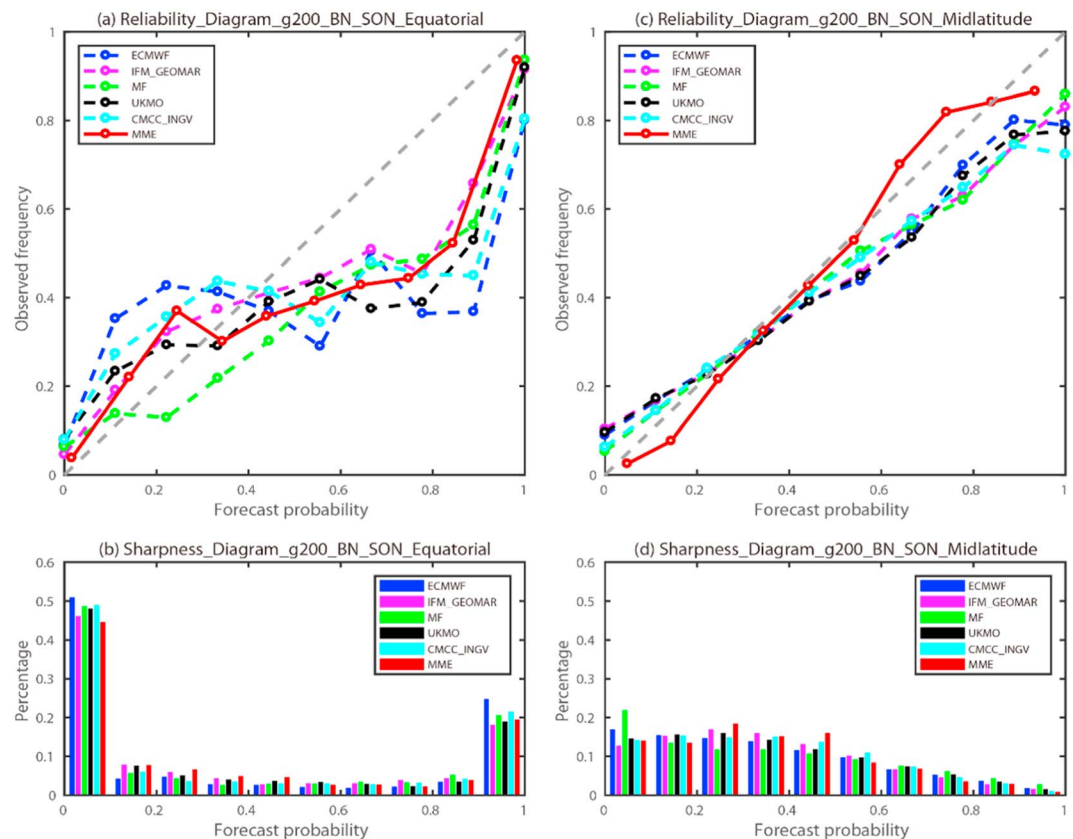 (a) Reliability_Diagram_g200_BN_SON_Equatorial
1
0.8
0.6
0.4
0.2
0
Observed frequency
ECMWF
IFM_GEOMAR
MF
UKMO
CMCC_INGV
MME
0 0.2 0.4 0.6 0.8 1
Forecast probability
(c) Reliability_Diagram_g200_BN_SON_Midlatitude
1
0.8
0.6
0.4
0.2
0
Observed frequency
ECMWF
IFM_GEOMAR
MF
UKMO
CMCC_INGV
MME
0 0.2 0.4 0.6 0.8 1
Forecast probability
(b) Sharpness_Diagram_g200_BN_SON_Equatorial
0.6
0.5
0.4
0.3
0.2
0.1
0
Percentage
ECMWF
IFM_GEOMAR
MF
UKMO
CMCC_INGV
MME
0 0.2 0.4 0.6 0.8 1
Forecast probability
(d) Sharpness_Diagram_g200_BN_SON_Midlatitude
0.6
0.5
0.4
0.3
0.2
0.1
0
Percentage
ECMWF
IFM_GEOMAR
MF
UKMO
CMCC_INGV
MME
0 0.2 0.4 0.6 0.8 1
Forecast probability